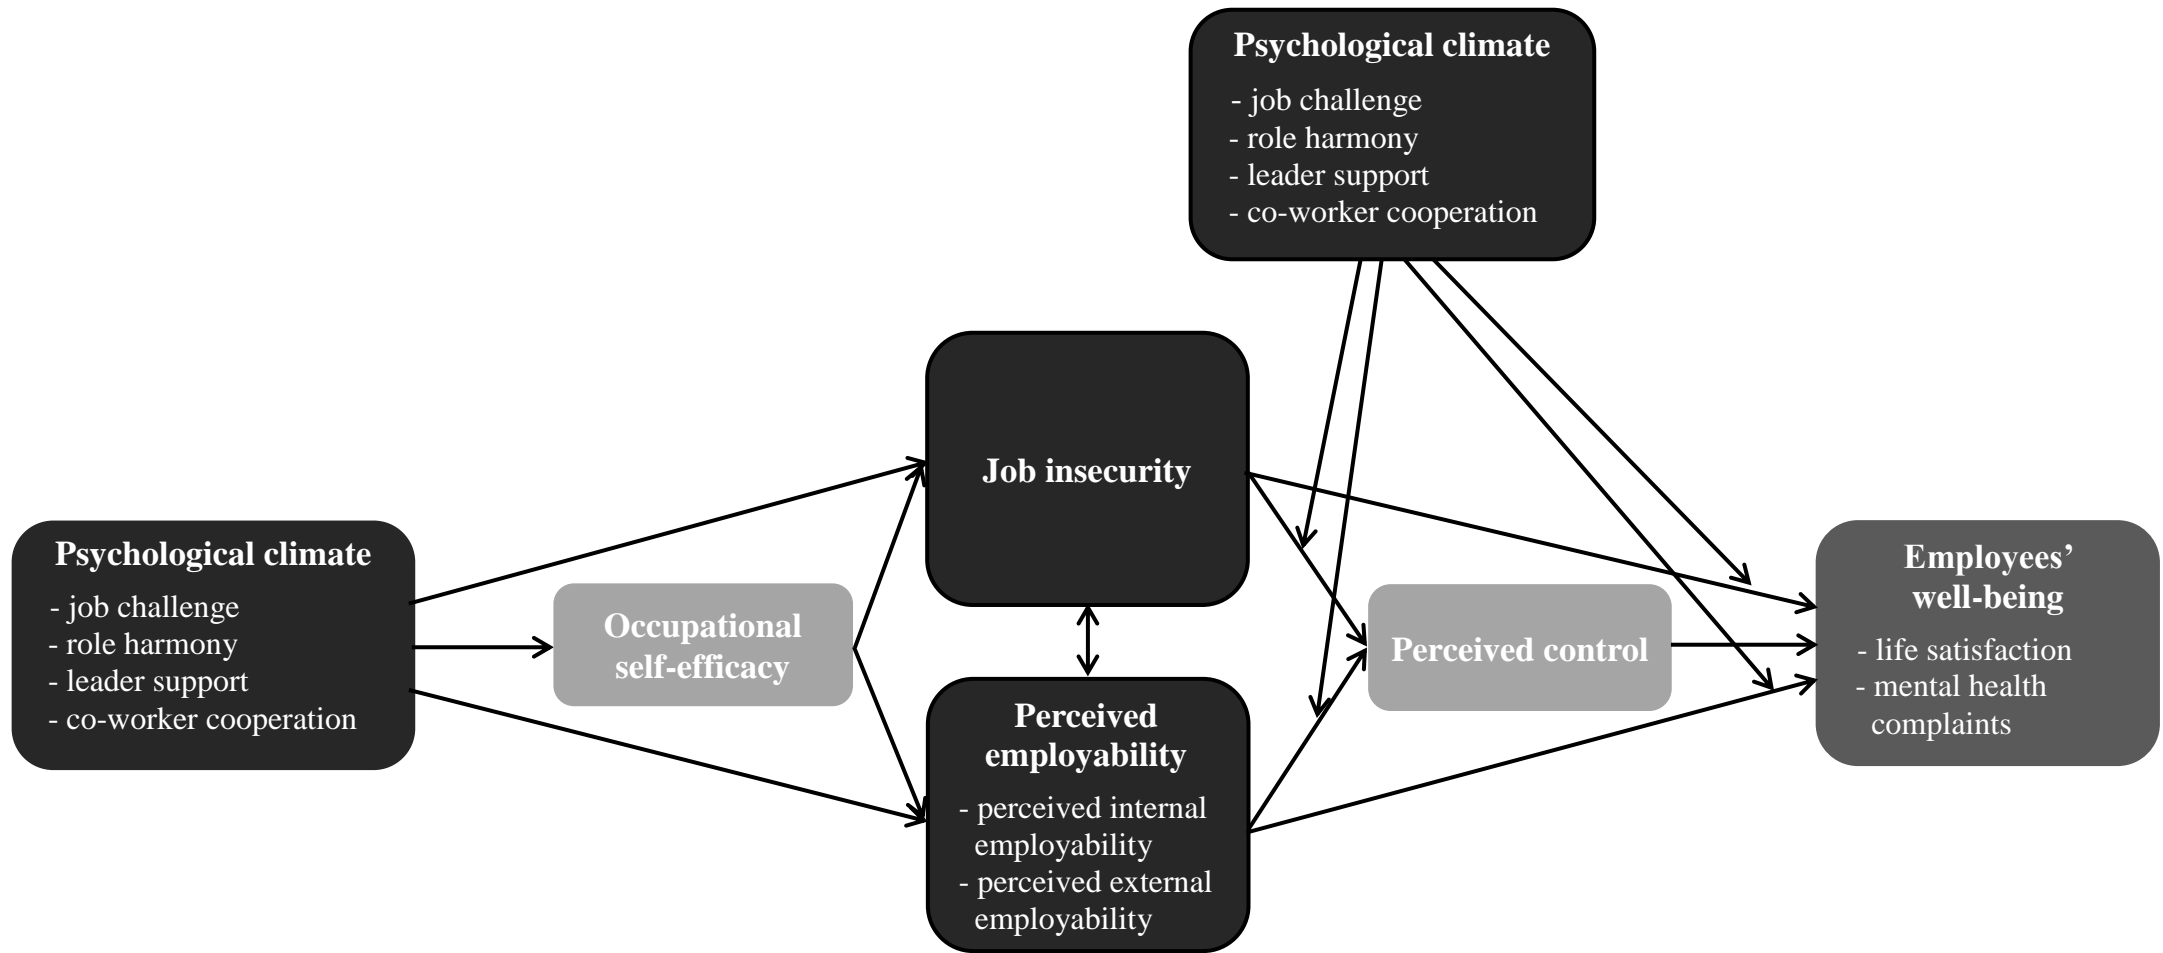 Psychological climate
- job challenge
- role harmony
- leader support
- co-worker cooperation
Job insecurity
Psychological climate
- job challenge
- role harmony
- leader support
- co-worker cooperation
Occupational
self-efficacy
Perceived
employability
- perceived internal
employability
- perceived external
employability
Perceived control
Employees’
well-being
- life satisfaction
- mental health
complaints